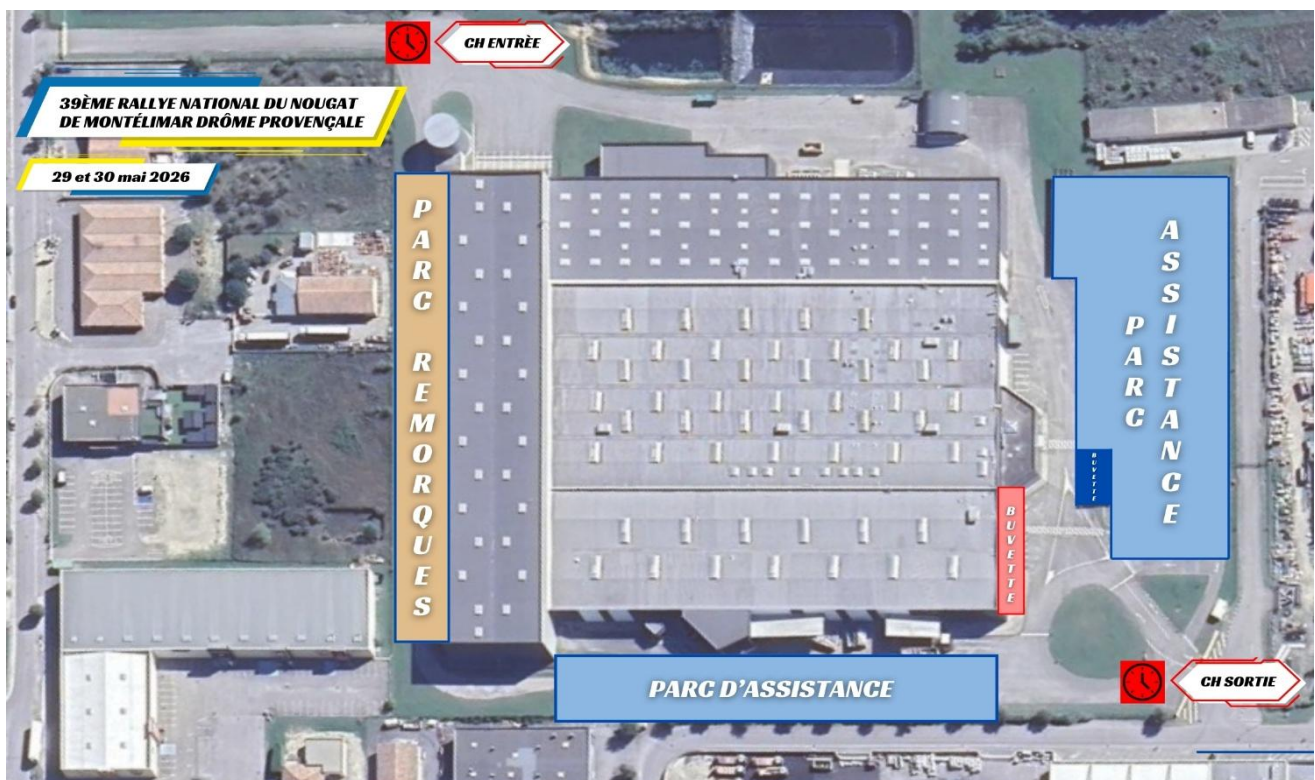 CH ENTRÈE
39ÈME RALLYE NATIONAL DU NOUGAT
DE MONTÉLIMAR DRÔME PROVENÇALE
29 et 30 mai 2026
PARC REMORQUES
PARC
ASSISTANCE
BUVETTE
BUVETTE
PARC D'ASSISTANCE
CH SORTIE